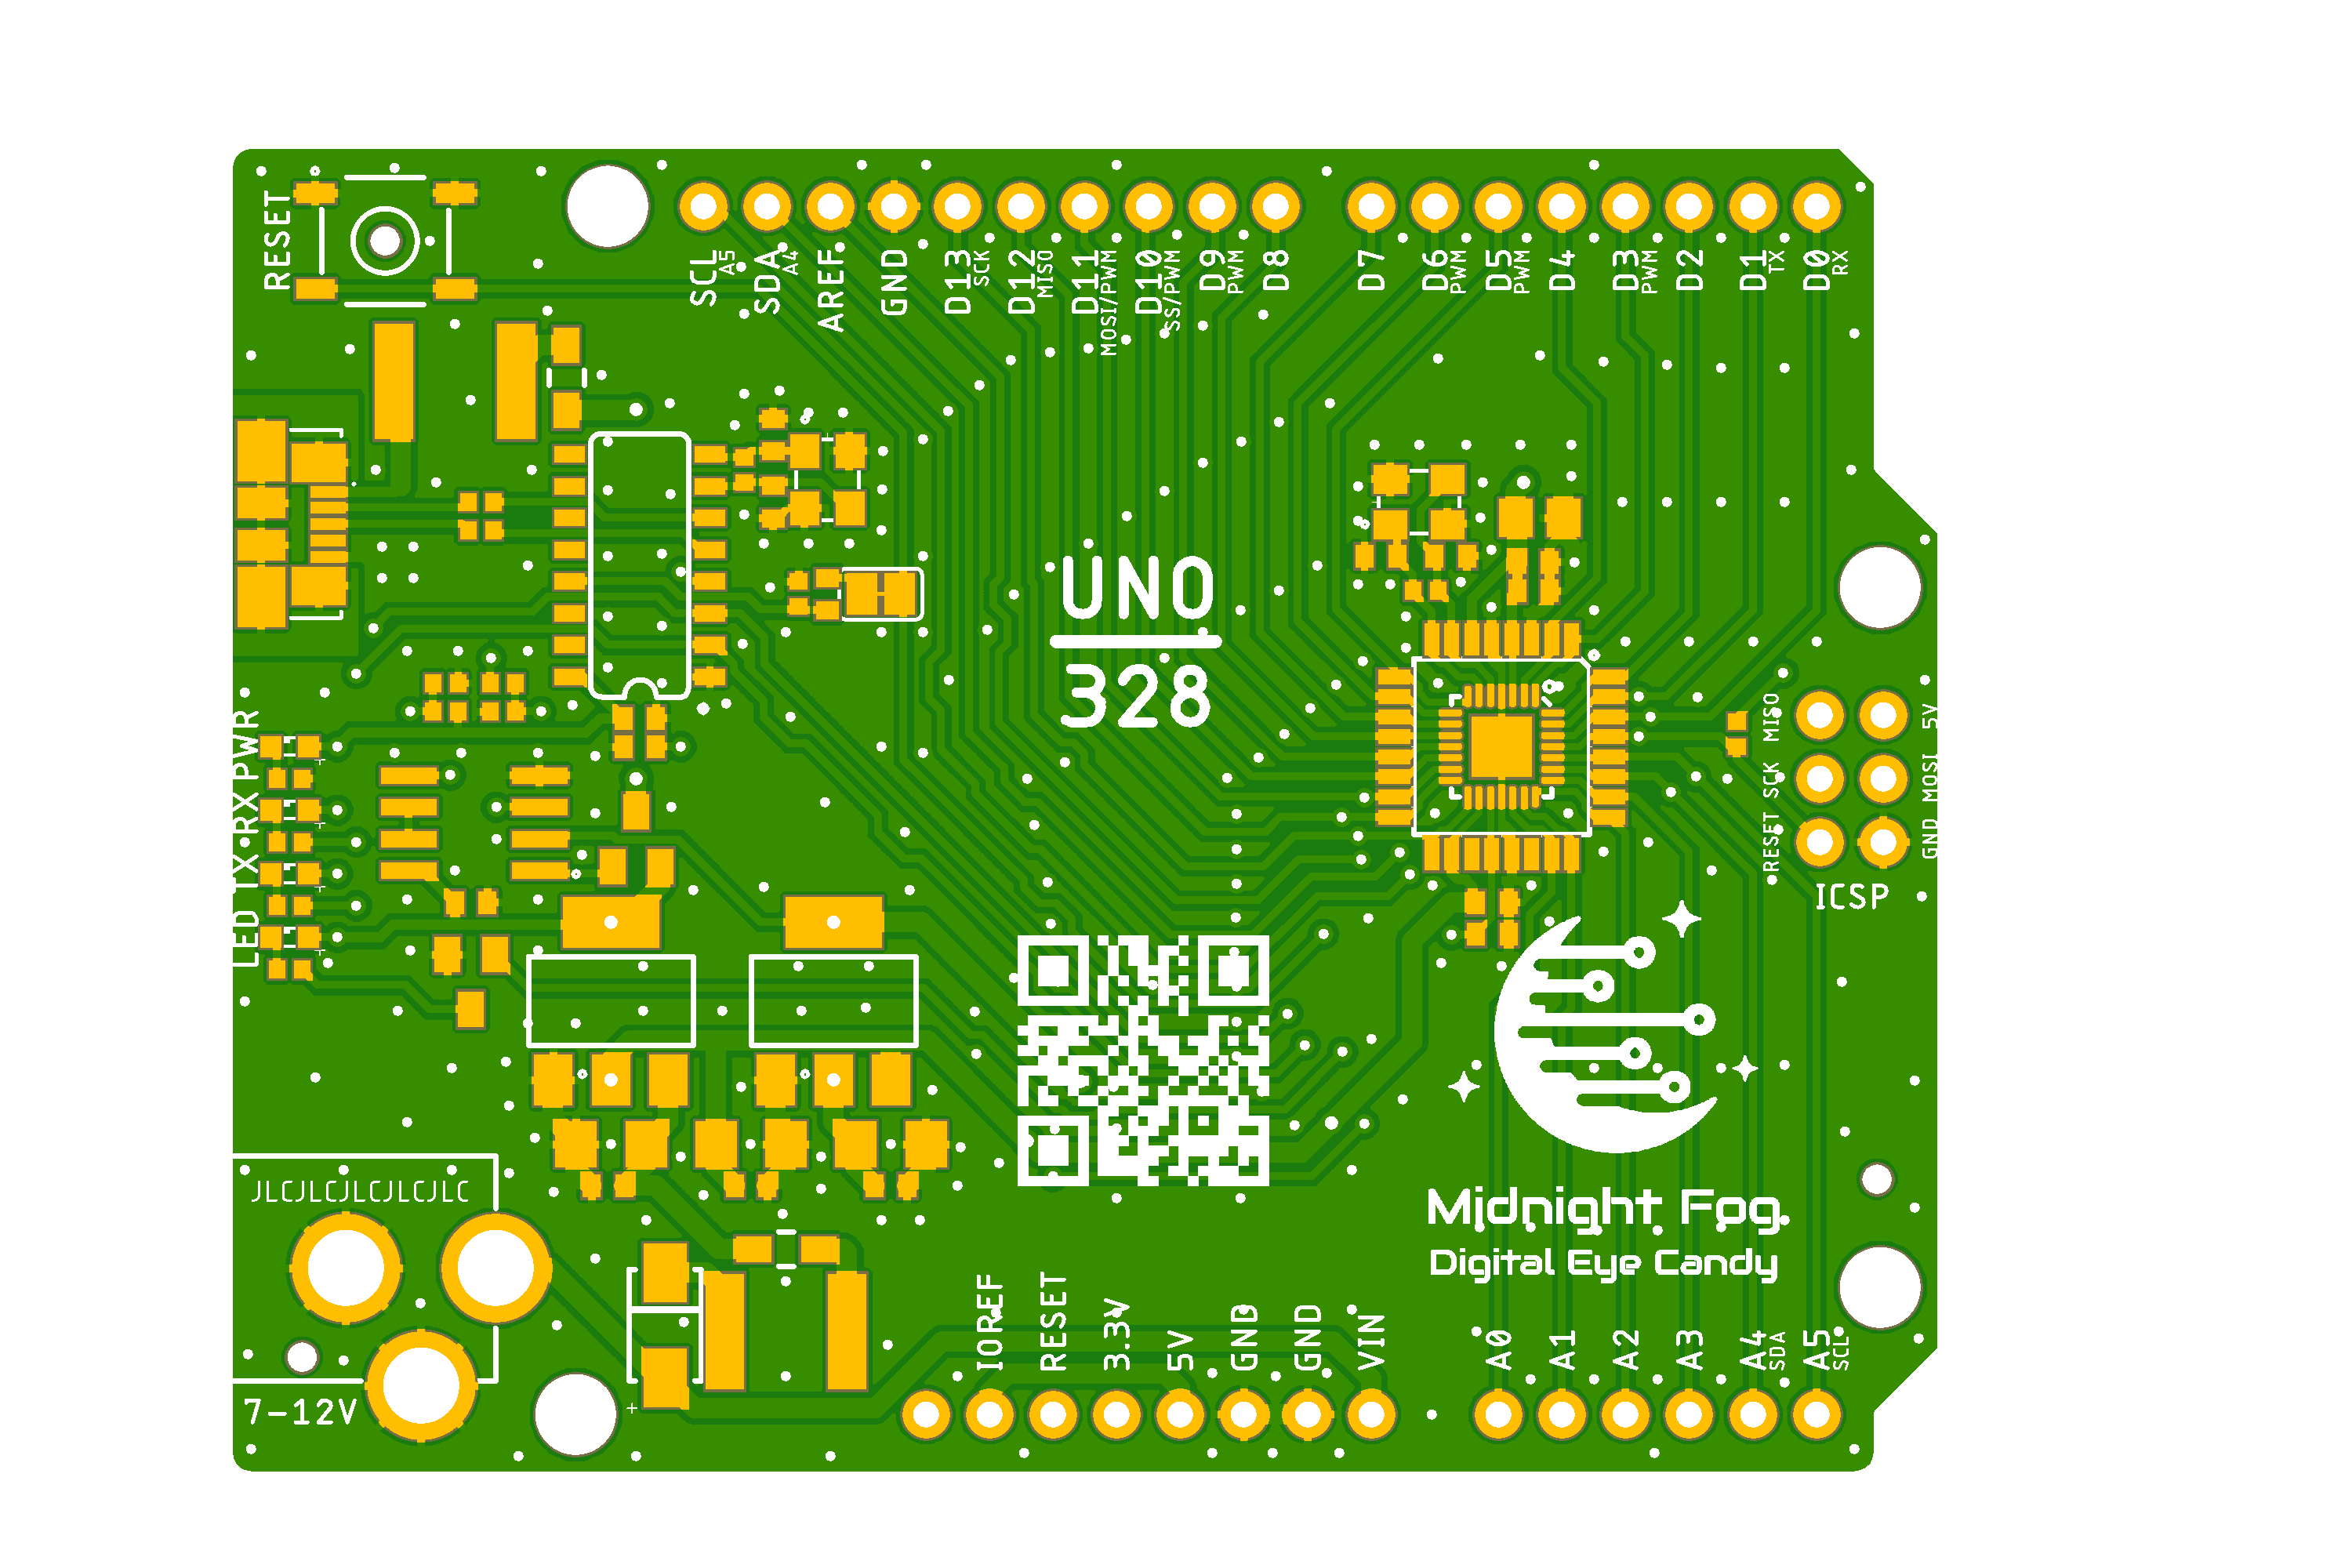 RESET
SCL
A5
SDA
A4
AREF
GND
D13
SCK
D12
MISO
D11
MOSI/PWM
D10
SS/PWM
D9
PWM
D8
D7
D6
PWM
D5
PWM
D4
D3
PWM
D2
D1
TX
D0
RX
UNO
328
PWR
RX
TX
LED
MISO
5V
SCK
MOSI
RESET
GND
ICSP
JLCJLCJLCJLCJLC
7-12V
Midnight Fog
Digital Eye Candy
IOREF
RESET
3.3V
5V
GND
GND
VIN
A0
A1
A2
A3
A4
SDA
A5
SCL